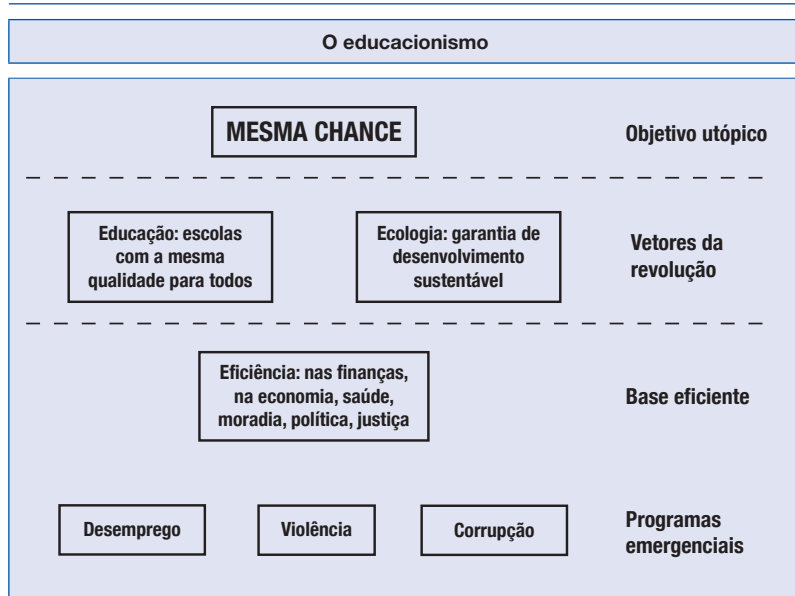 O educacionismo
MESMA CHANCE
Objetivo utópico
Educação: escolas
com a mesma
qualidade para todos
Ecologia: garantia de
desenvolvimento
sustentável
Vetores da
revolução
Eficiência: nas finanças,
na economia, saúde,
moradia, política, justiça
Base eficiente
Desemprego
Violência
Corrupção
Programas
emergenciais